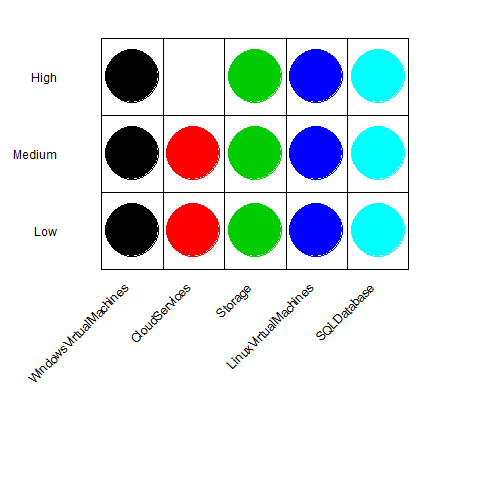 High
Medium
Low
WindowsVirtualMachines
CloudServices
Storage
LinuxVirtualMachines
SQLDatabase